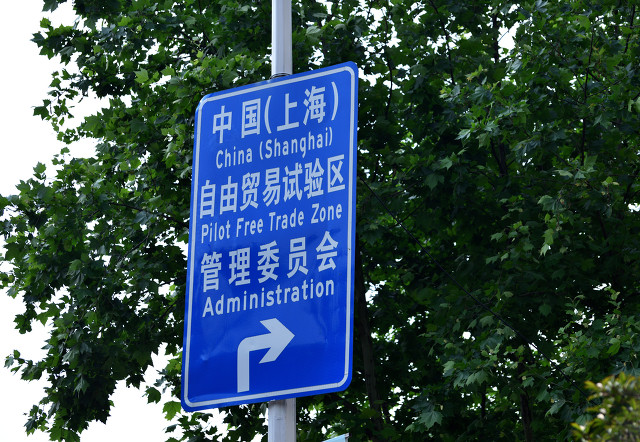 中国(上海)
China (Shanghai)
自由贸易试验区
Pilot Free Trade Zone
管理委员会
Administration